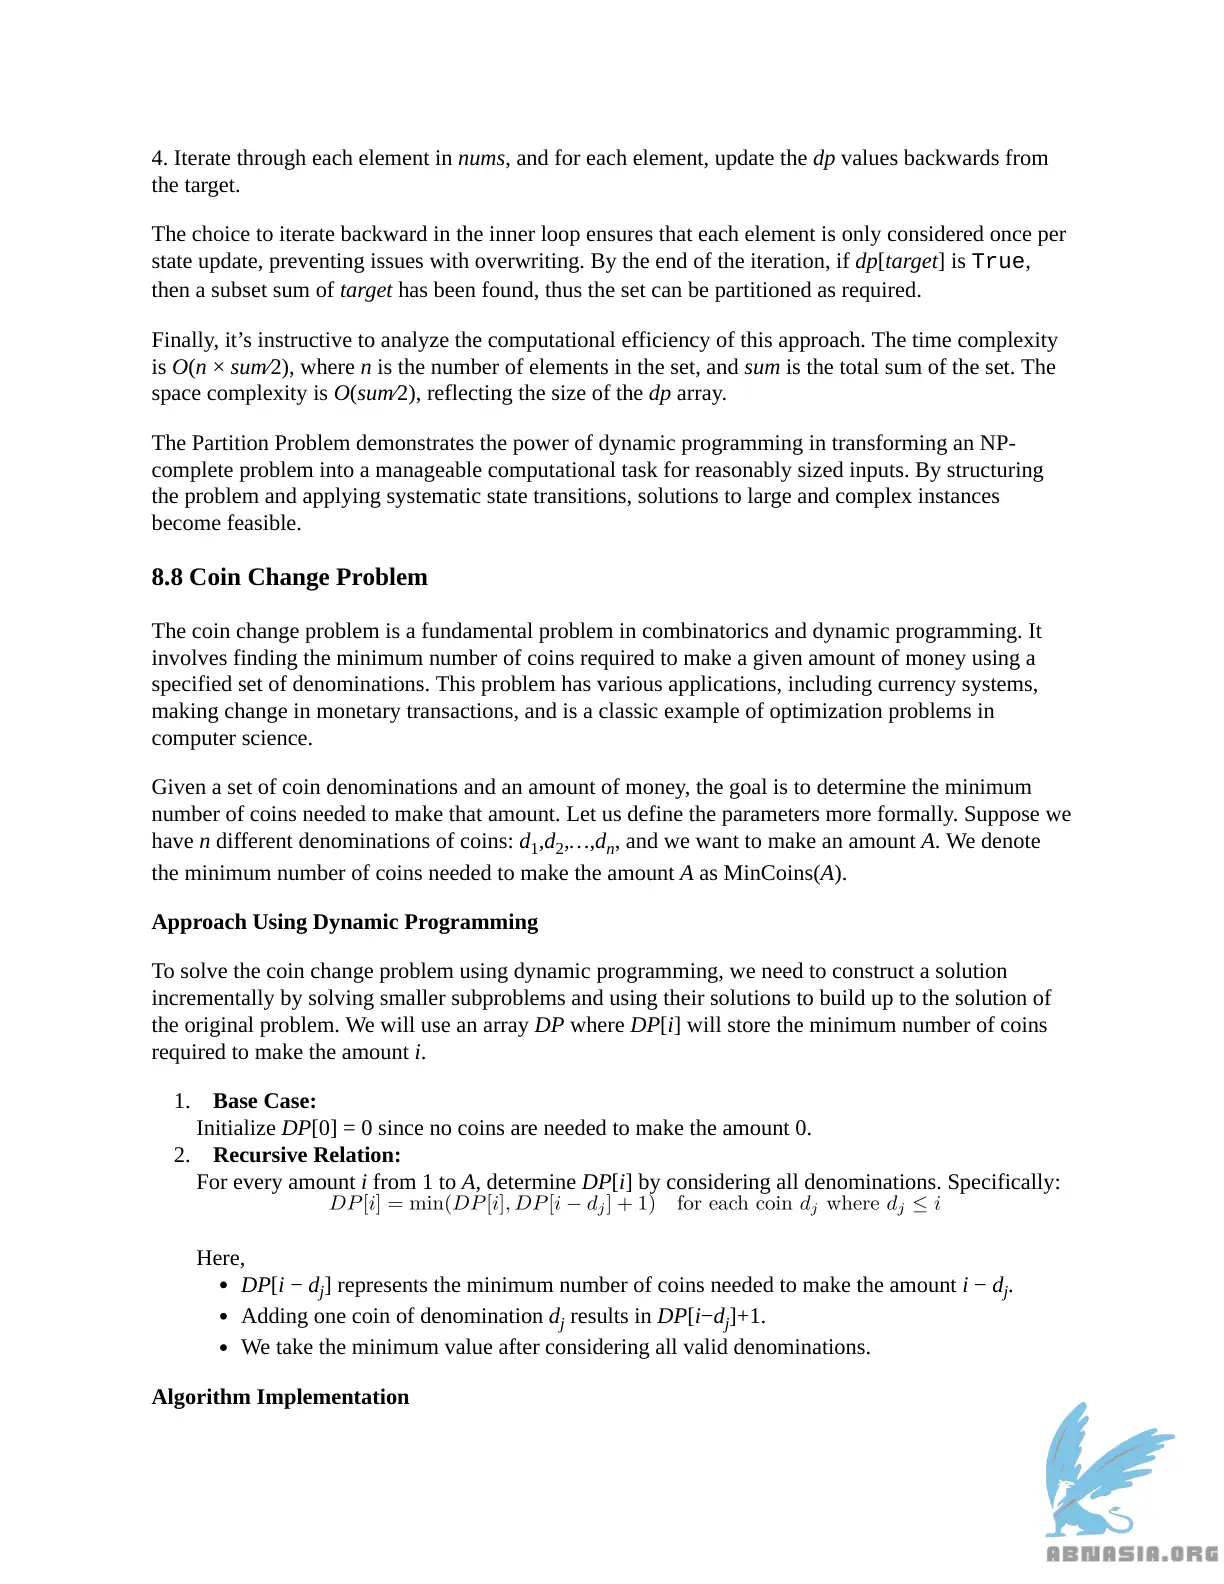 4. Iterate through each element in nums, and for each element, update the dp values backwards from
the target.
The choice to iterate backward in the inner loop ensures that each element is only considered once per
state update, preventing issues with overwriting. By the end of the iteration, if dp[target] is True,
then a subset sum of target has been found, thus the set can be partitioned as required.
Finally, it’s instructive to analyze the computational efficiency of this approach. The time complexity
is O(n × sum∕2), where n is the number of elements in the set, and sum is the total sum of the set. The
space complexity is O(sum∕2), reflecting the size of the dp array.
The Partition Problem demonstrates the power of dynamic programming in transforming an NP-
complete problem into a manageable computational task for reasonably sized inputs. By structuring
the problem and applying systematic state transitions, solutions to large and complex instances
become feasible.
8.8 Coin Change Problem
The coin change problem is a fundamental problem in combinatorics and dynamic programming. It
involves finding the minimum number of coins required to make a given amount of money using a
specified set of denominations. This problem has various applications, including currency systems,
making change in monetary transactions, and is a classic example of optimization problems in
computer science.
Given a set of coin denominations and an amount of money, the goal is to determine the minimum
number of coins needed to make that amount. Let us define the parameters more formally. Suppose we
have n different denominations of coins: d₁,d₂,…,dₙ, and we want to make an amount A. We denote
the minimum number of coins needed to make the amount A as MinCoins(A).
Approach Using Dynamic Programming
To solve the coin change problem using dynamic programming, we need to construct a solution
incrementally by solving smaller subproblems and using their solutions to build up to the solution of
the original problem. We will use an array DP where DP[i] will store the minimum number of coins
required to make the amount i.
1. Base Case:
Initialize DP[0] = 0 since no coins are needed to make the amount 0.
2. Recursive Relation:
For every amount i from 1 to A, determine DP[i] by considering all denominations. Specifically:
DP[i] = min(DP[i], DP[i − dⱼ] + 1) for each coin dⱼ where dⱼ ≤ i
Here,
• DP[i − dⱼ] represents the minimum number of coins needed to make the amount i − dⱼ.
• Adding one coin of denomination dⱼ results in DP[i−dⱼ]+1.
• We take the minimum value after considering all valid denominations.
Algorithm Implementation
ABNASIA.ORG